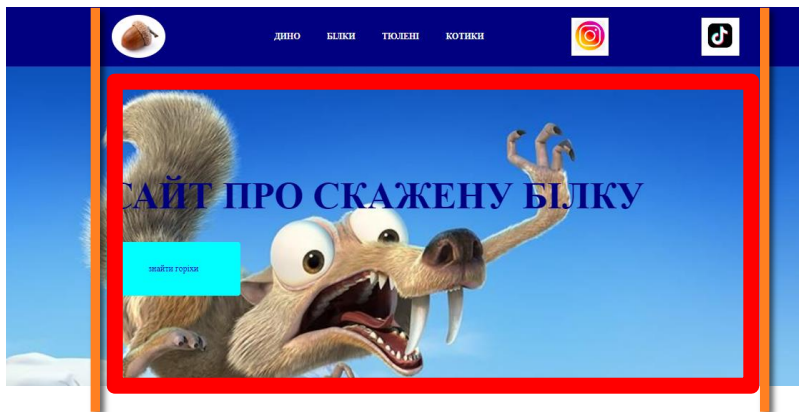 ДИНО БІЛКИ ТЮЛЕНІ КОТИКИ
САЙТ ПРО СКАЖЕНУ БІЛКУ
знайти горіхи